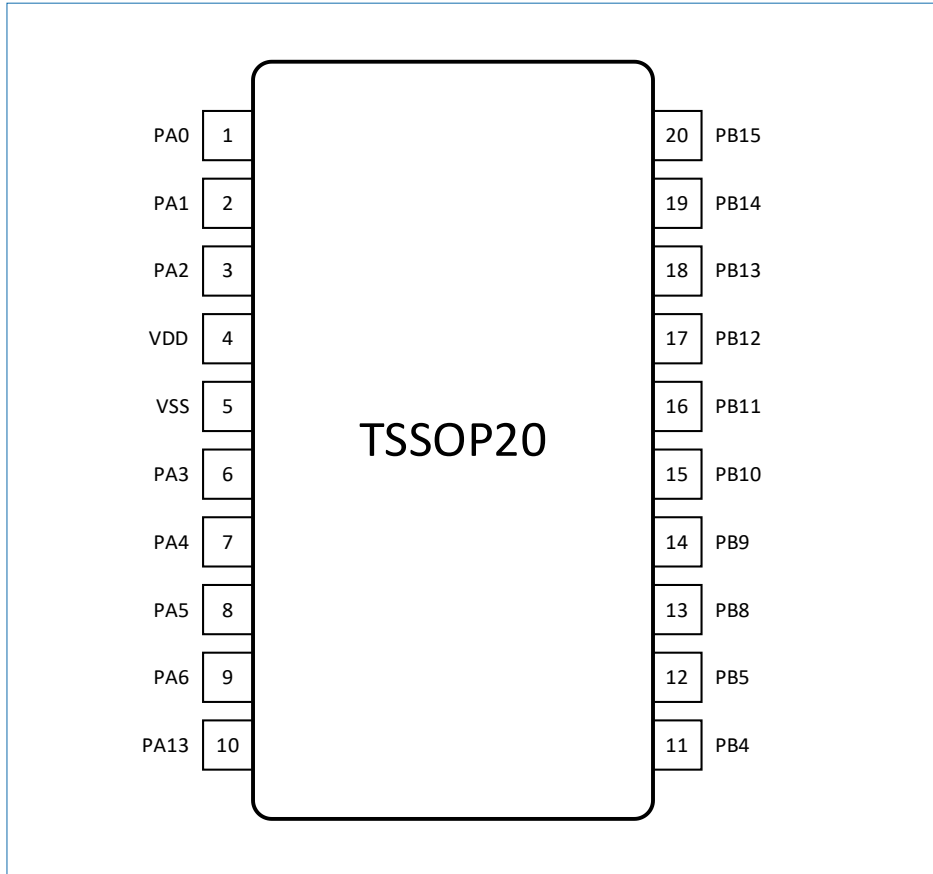 PA0 1 20 PB15
PA1 2 19 PB14
PA2 3 18 PB13
VDD 4 17 PB12
VSS 5 16 PB11
TSSOP20
PA3 6 15 PB10
PA4 7 14 PB9
PA5 8 13 PB8
PA6 9 12 PB5
PA13 10 11 PB4